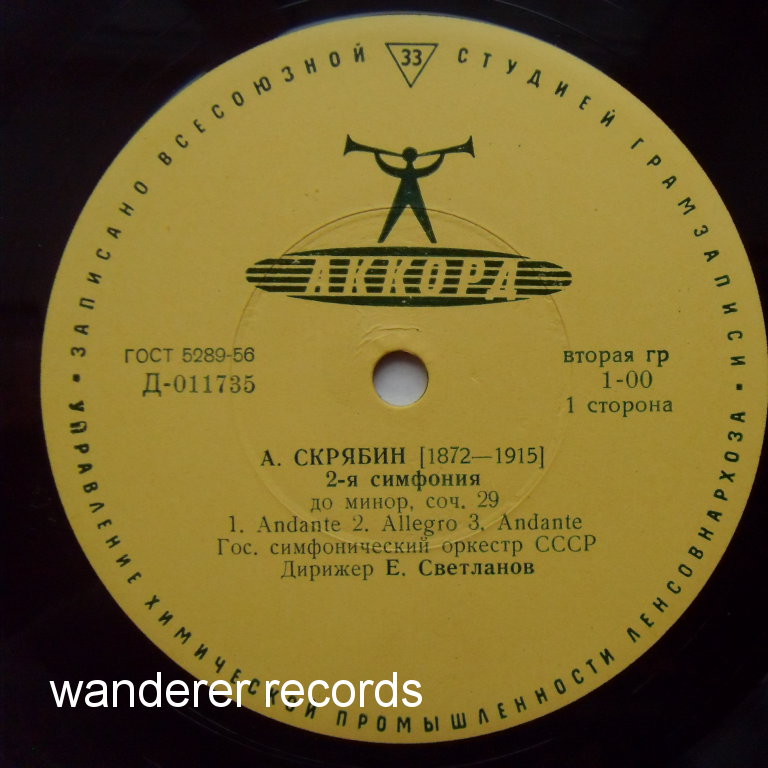 ЗАПИСАНО ВСЕСОЮЗНОЙ СТУДИЕЙ ГРАМЗАПИСИ
33
АККОРД
ГОСТ 5289-56
Д-011735
вторая гр
1-00
1 сторона
А. СКРЯБИН [1872—1915]
2-я симфония
до минор, соч. 29
1. Andante 2. Allegro 3. Andante
Гос. симфонический оркестр СССР
Дирижер Е. Светланов
УПРАВЛЕНИЕ ХИМИЧЕСКОЙ ПРОМЫШЛЕННОСТИ ЛЕНСОВНАРХОЗА
wanderer records